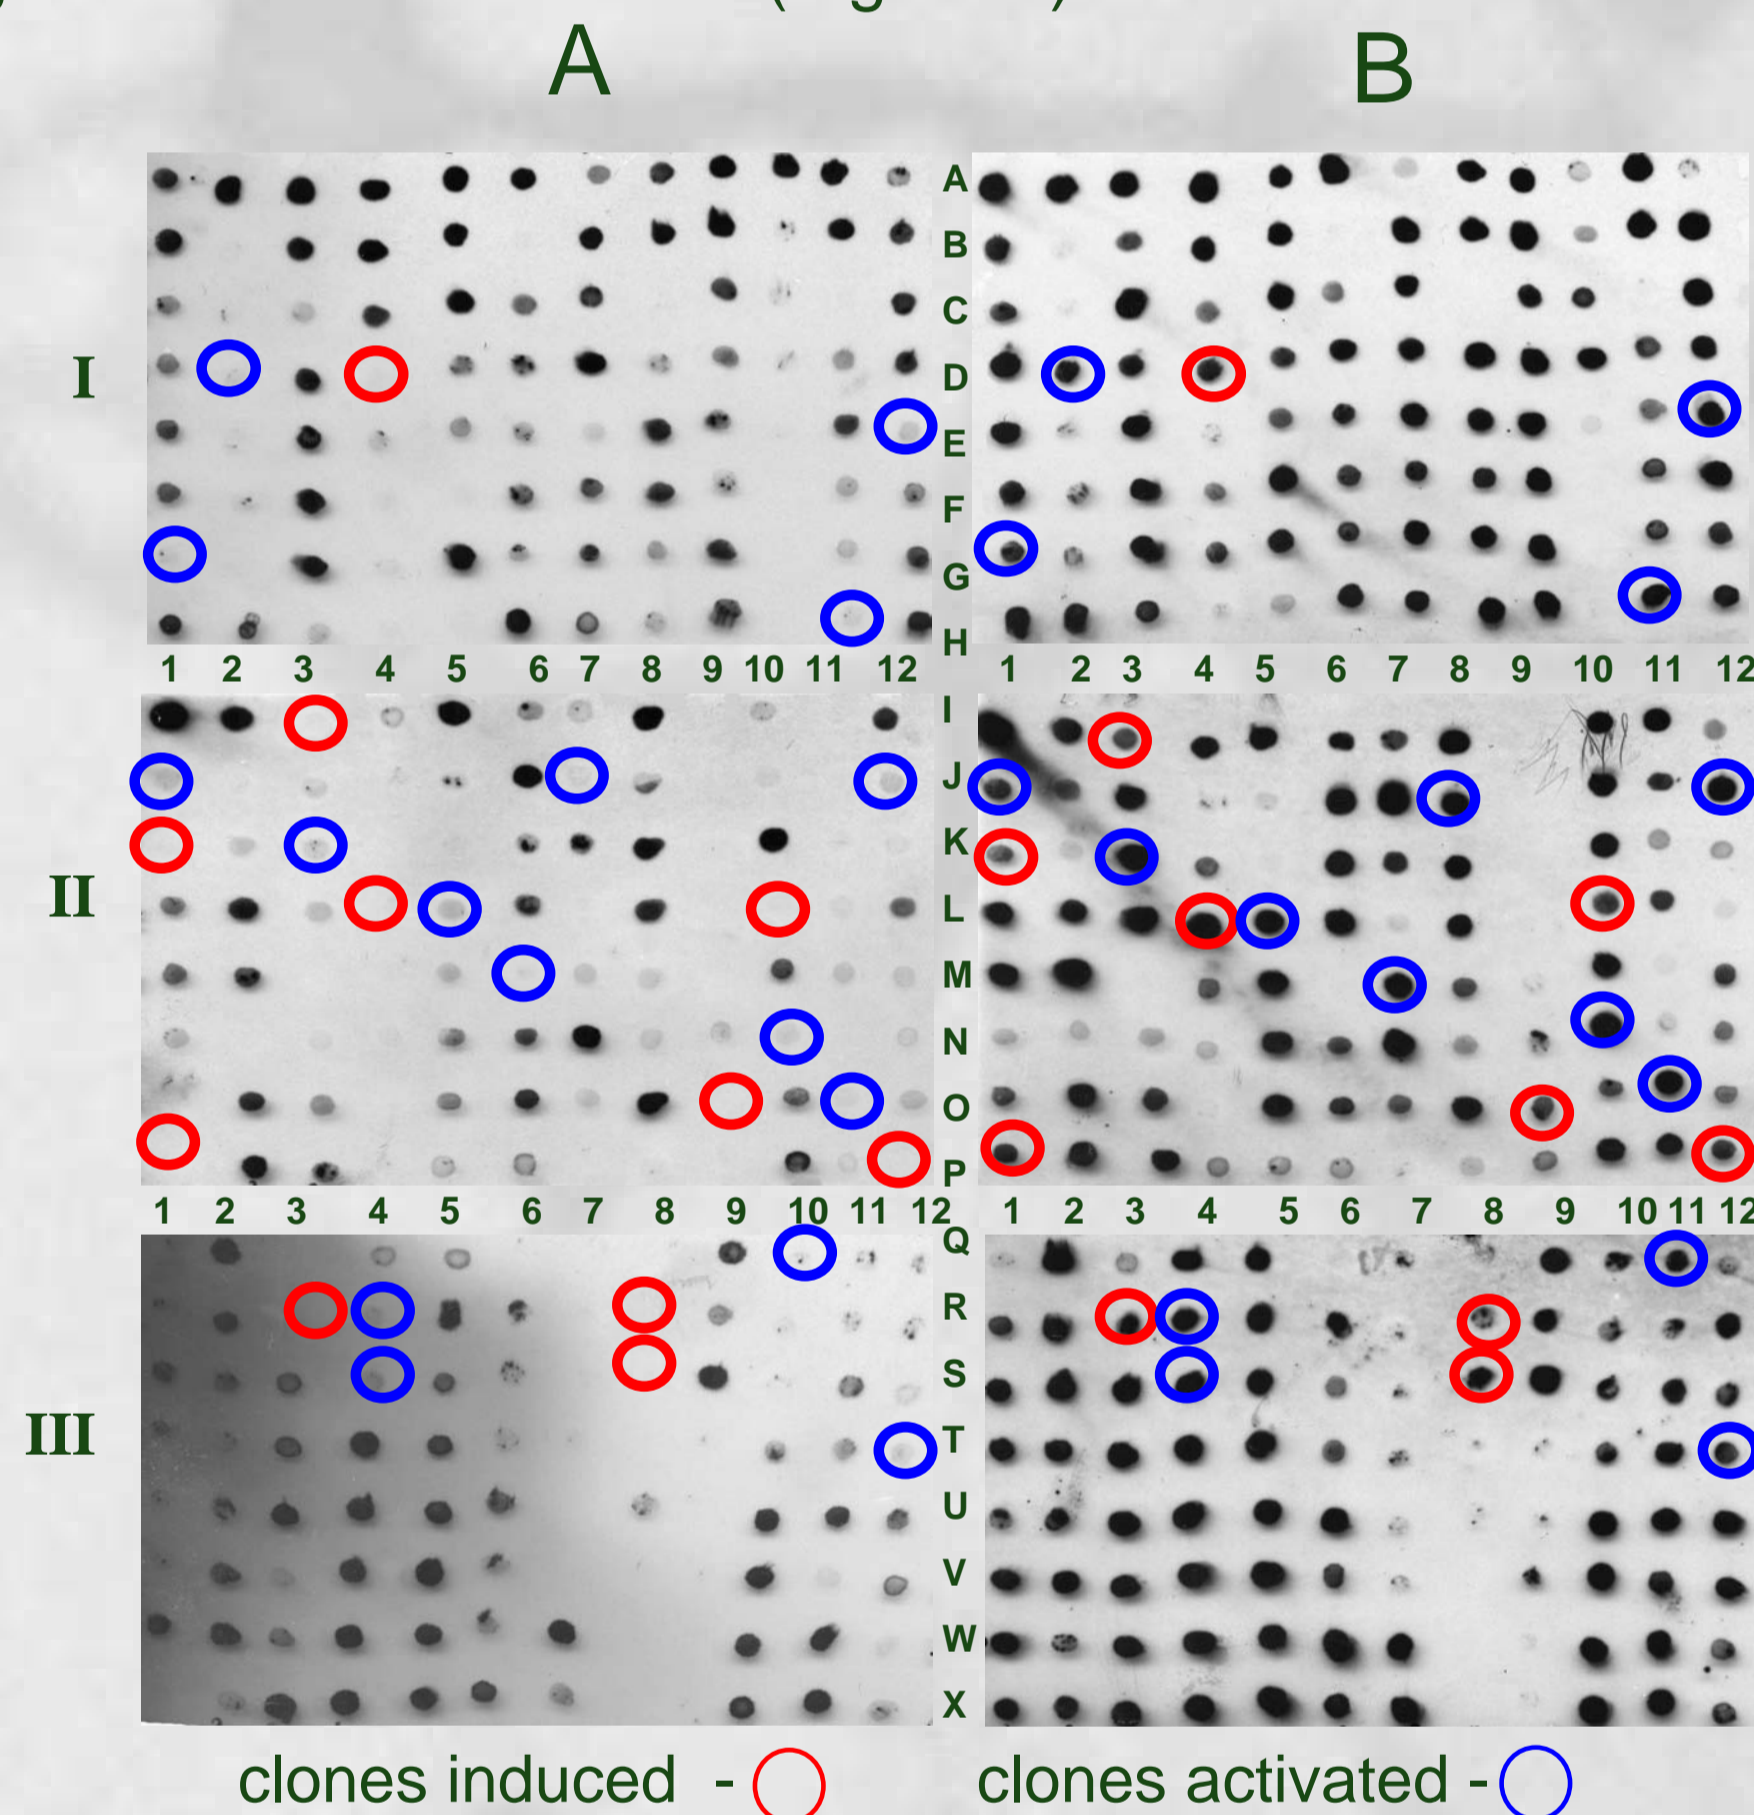 A B
A
B
C
I D
E
F
G
H
1 2 3 4 5 6 7 8 9 10 11 12 1 2 3 4 5 6 7 8 9 10 11 12
I
J
K
II L
M
N
O
P
1 2 3 4 5 6 7 8 9 10 11 12 1 2 3 4 5 6 7 8 9 10 11 12
Q
R
S
III T
U
V
W
X
clones induced - clones activated -